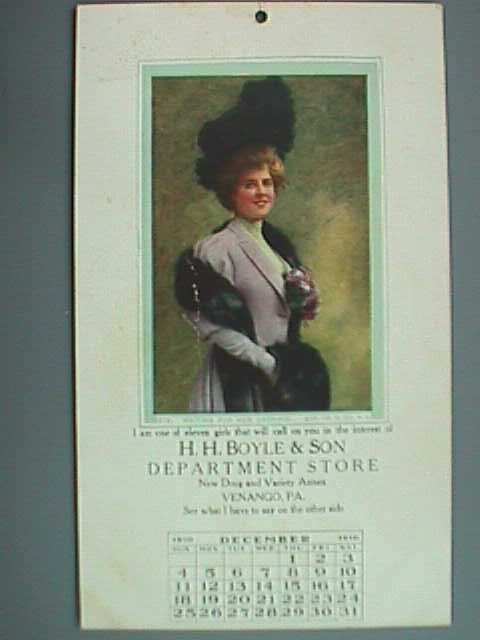 WAITING FOR HER
I am one of eleven girls that will call on you in the interest of
H. H. BOYLE & SON
DEPARTMENT STORE
New Drug and Variety Annex
VENANGO, PA.
See what I have to say on the other side
1910 DECEMBER 1910
SUN. MON. TUE. WED. THU. FRI. SAT.
1 2 3
4 5 6 7 8 9 10
11 12 13 14 15 16 17
18 19 20 21 22 23 24
25 26 27 28 29 30 31